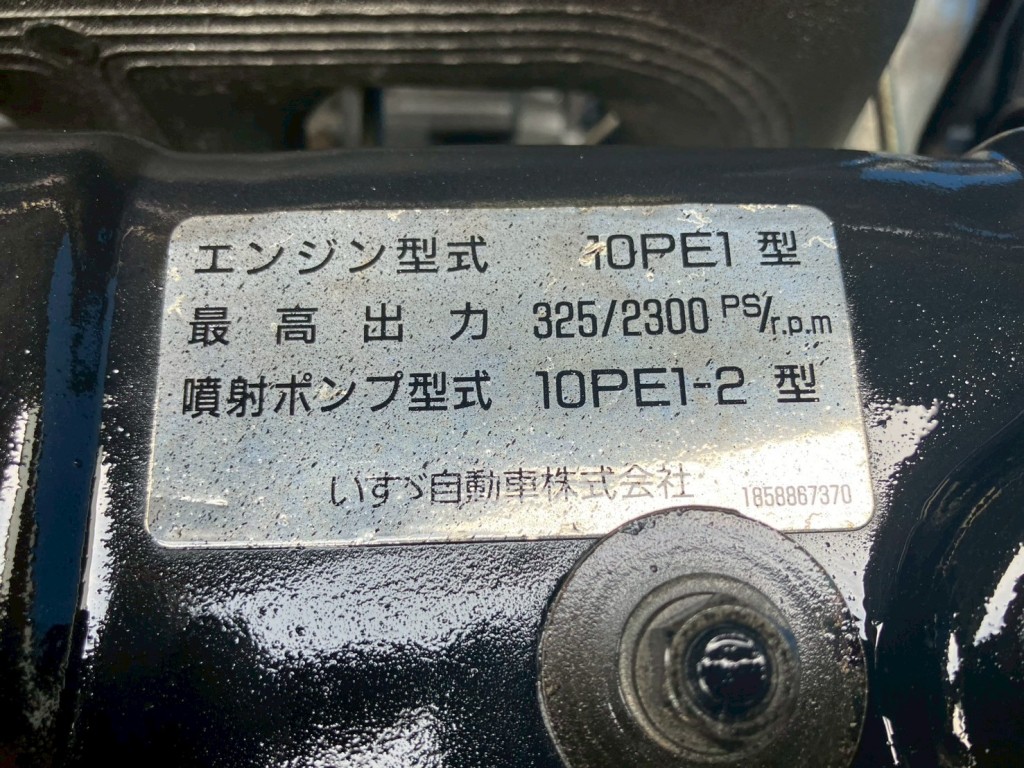 エンジン型式 10PE1 型
最高出力 325/2300 PS/r.p.m
噴射ポンプ型式 10PE1-2 型
いすゞ自動車株式会社 1858867370